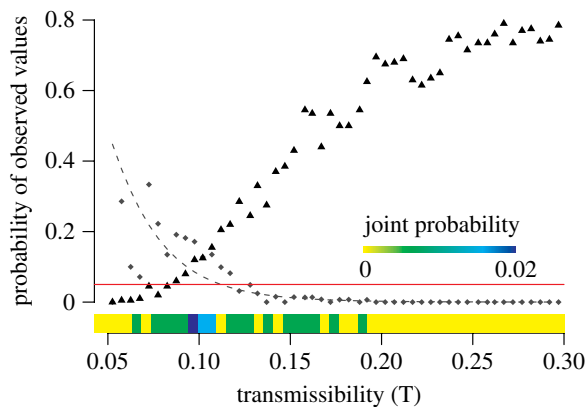 probability of observed values
0.8
0.6
0.4
0.2
0
joint probability
0 0.02
0.05 0.10 0.15 0.20 0.25 0.30
transmissibility (T)